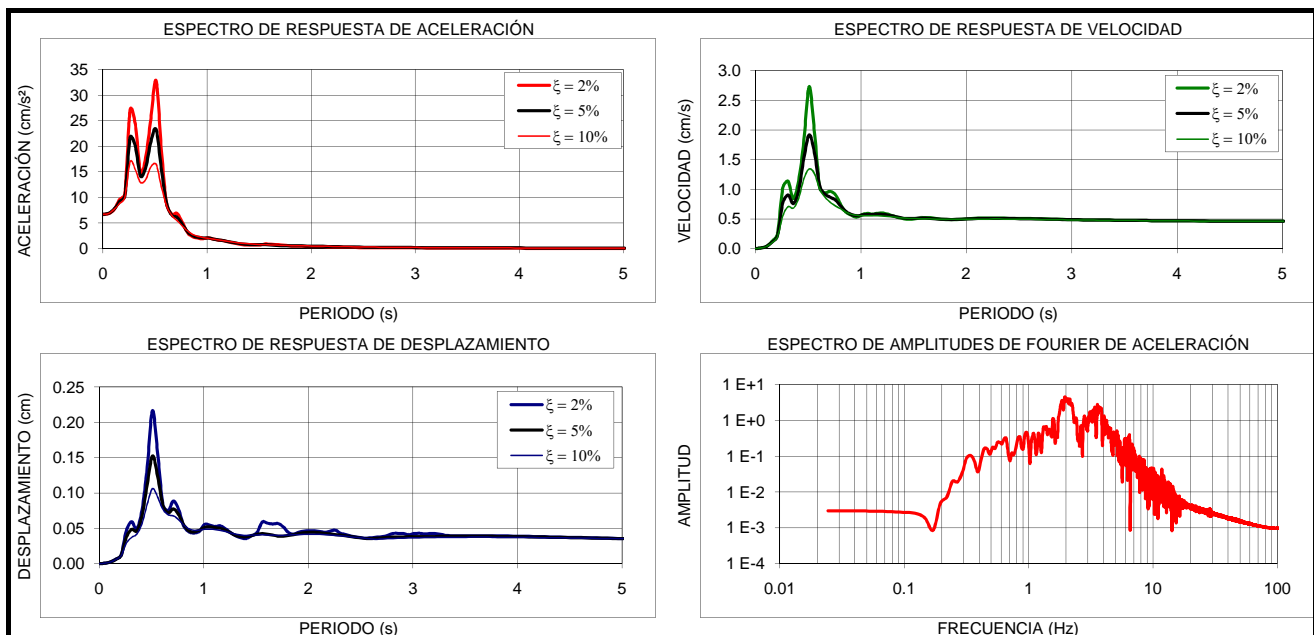 ESPECTRO DE RESPUESTA DE ACELERACIÓN
ACELERACIÓN (cm/s²)
35
30
25
20
15
10
5
0
ξ = 2%
ξ = 5%
ξ = 10%
0 1 2 3 4 5
PERIODO (s)
ESPECTRO DE RESPUESTA DE VELOCIDAD
VELOCIDAD (cm/s)
3.0
2.5
2.0
1.5
1.0
0.5
0.0
ξ = 2%
ξ = 5%
ξ = 10%
0 1 2 3 4 5
PERIODO (s)
ESPECTRO DE RESPUESTA DE DESPLAZAMIENTO
DESPLAZAMIENTO (cm)
0.25
0.20
0.15
0.10
0.05
0.00
ξ = 2%
ξ = 5%
ξ = 10%
0 1 2 3 4 5
PERIODO (s)
ESPECTRO DE AMPLITUDES DE FOURIER DE ACELERACIÓN
AMPLITUD
1 E+1
1 E+0
1 E-1
1 E-2
1 E-3
1 E-4
0.01 0.1 1 10 100
FRECUENCIA (Hz)